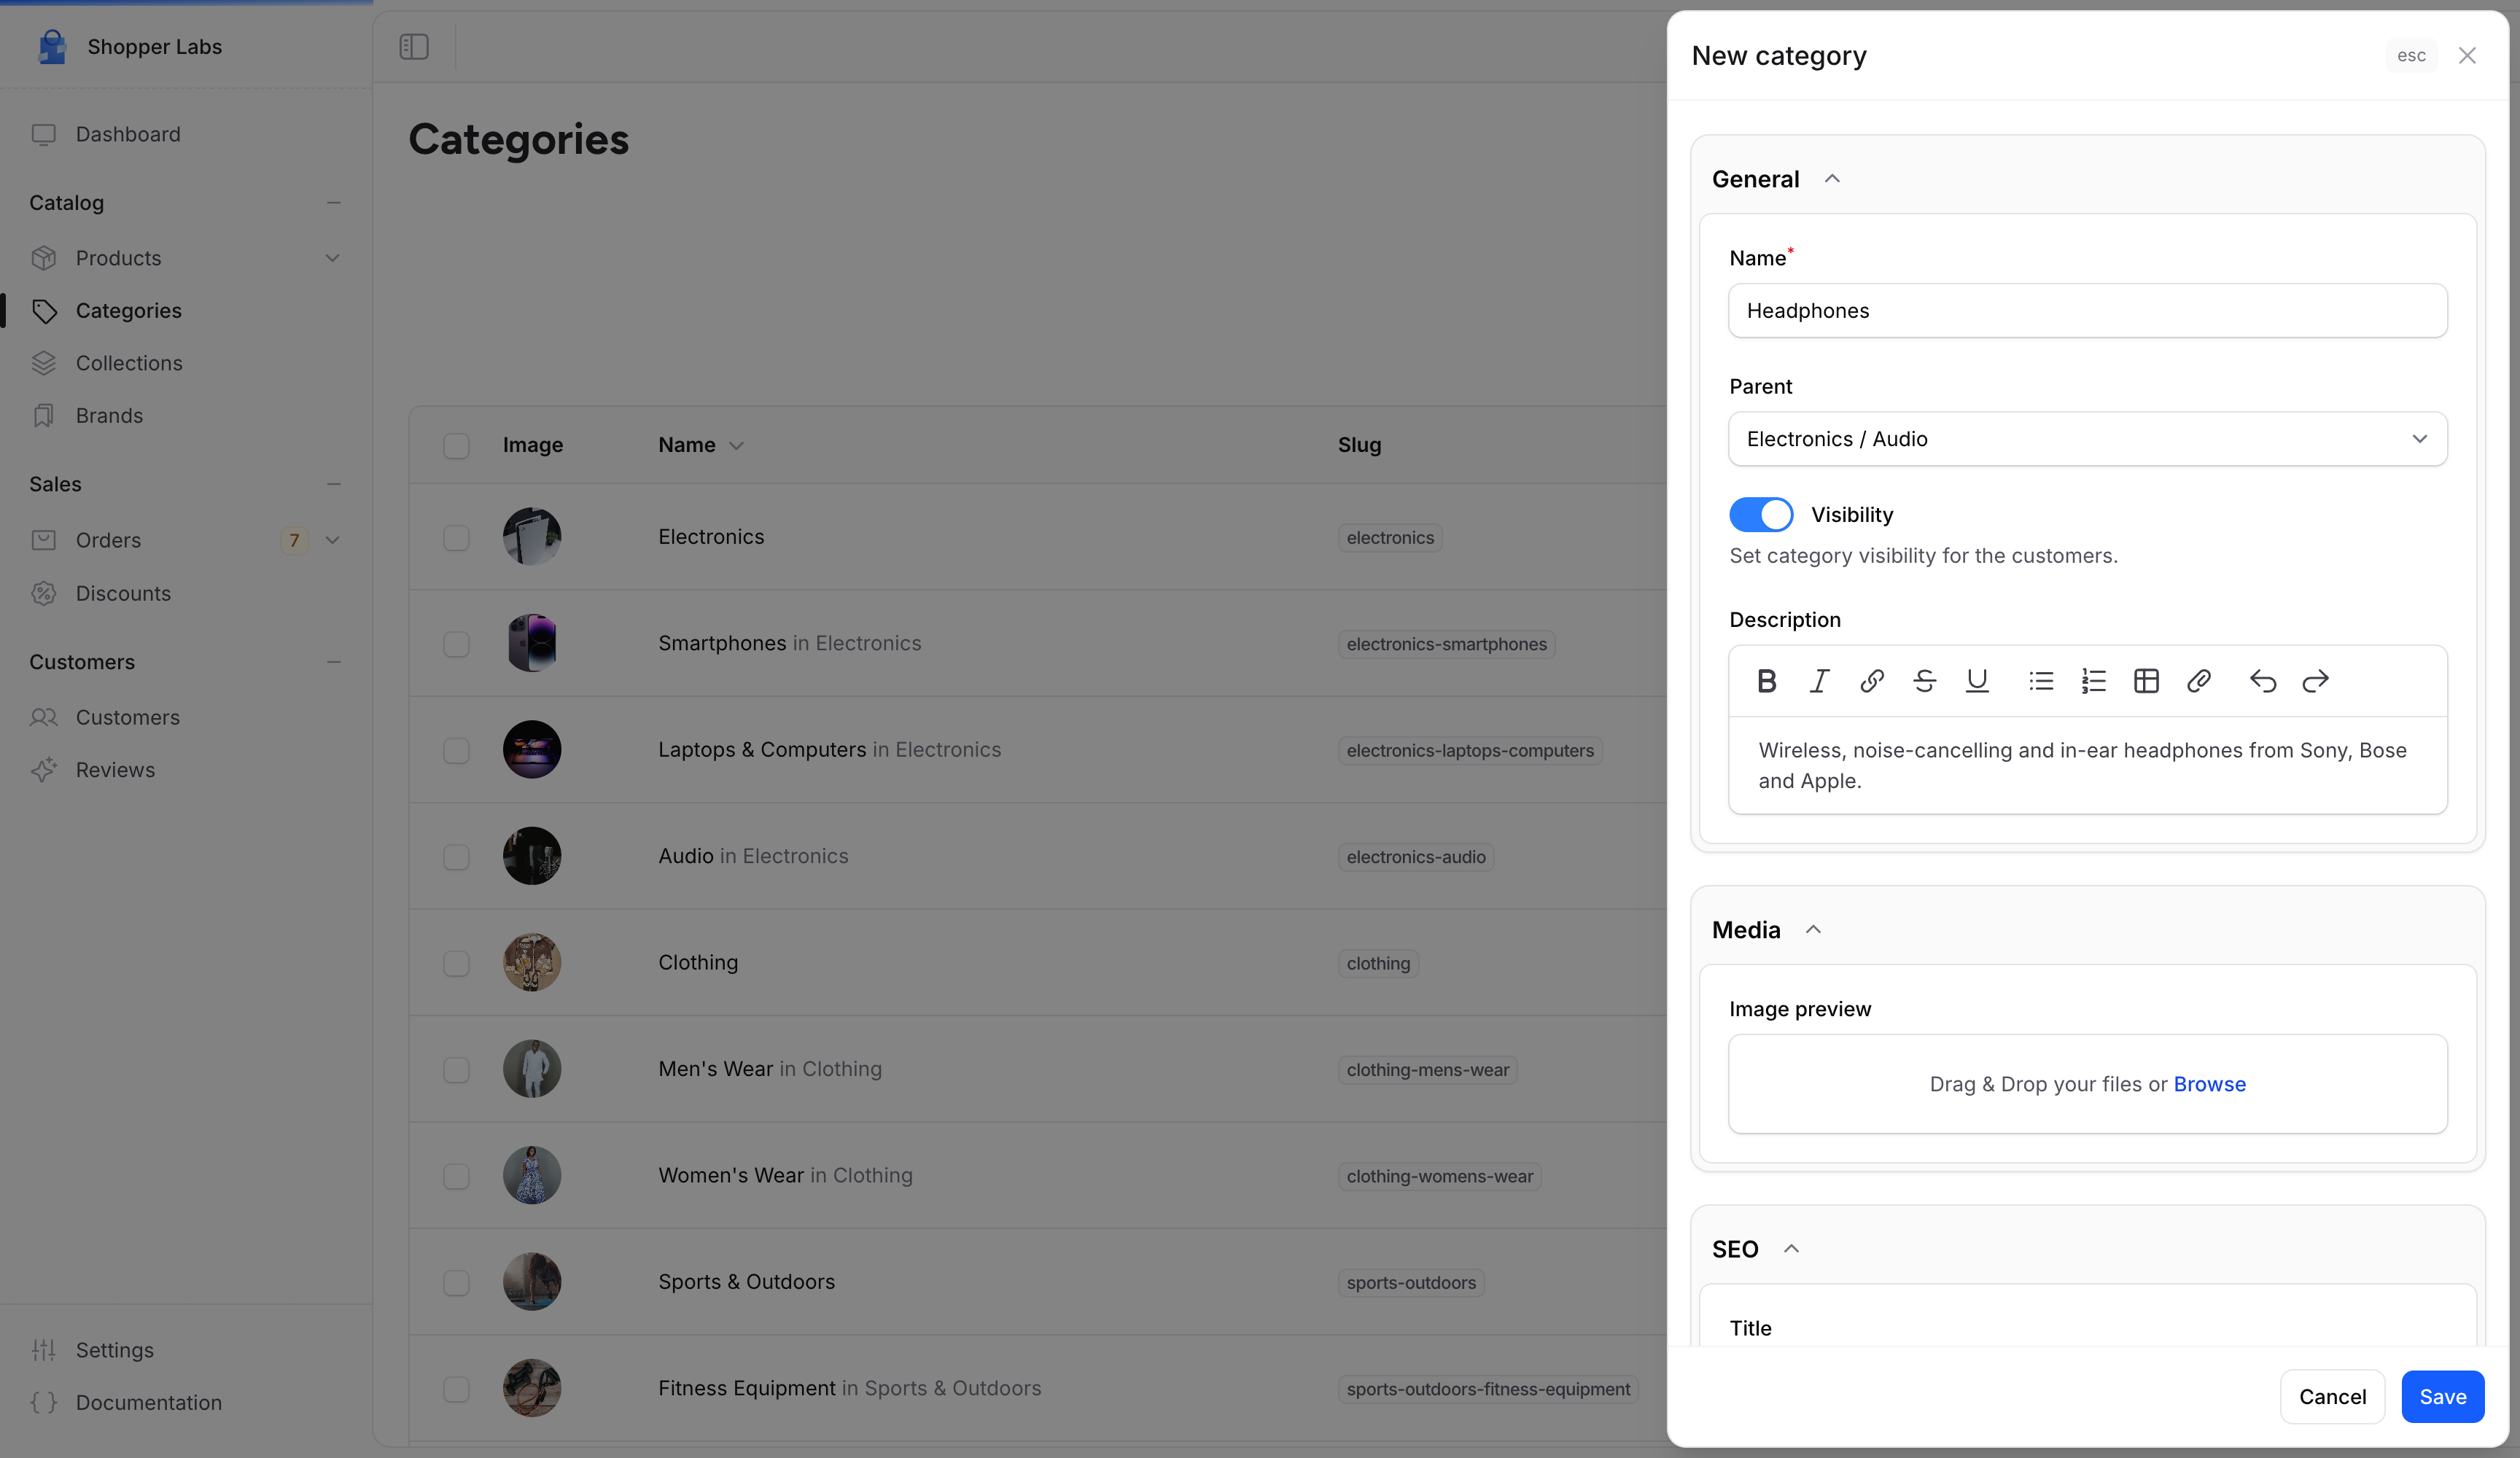 Shopper Labs
Dashboard
Catalog
Products
Categories
Collections
Brands
Sales
Orders 7
Discounts
Customers
Customers
Reviews
Settings
Documentation
Categories
Image Name Slug
Electronics electronics
Smartphones in Electronics electronics-smartphones
Laptops & Computers in Electronics electronics-laptops-computers
Audio in Electronics electronics-audio
Clothing clothing
Men's Wear in Clothing clothing-mens-wear
Women's Wear in Clothing clothing-womens-wear
Sports & Outdoors sports-outdoors
Fitness Equipment in Sports & Outdoors sports-outdoors-fitness-equipment
New category esc
General
Name*
Headphones
Parent
Electronics / Audio
Visibility
Set category visibility for the customers.
Description
Wireless, noise-cancelling and in-ear headphones from Sony, Bose
and Apple.
Media
Image preview
Drag & Drop your files or Browse
SEO
Title
Cancel Save